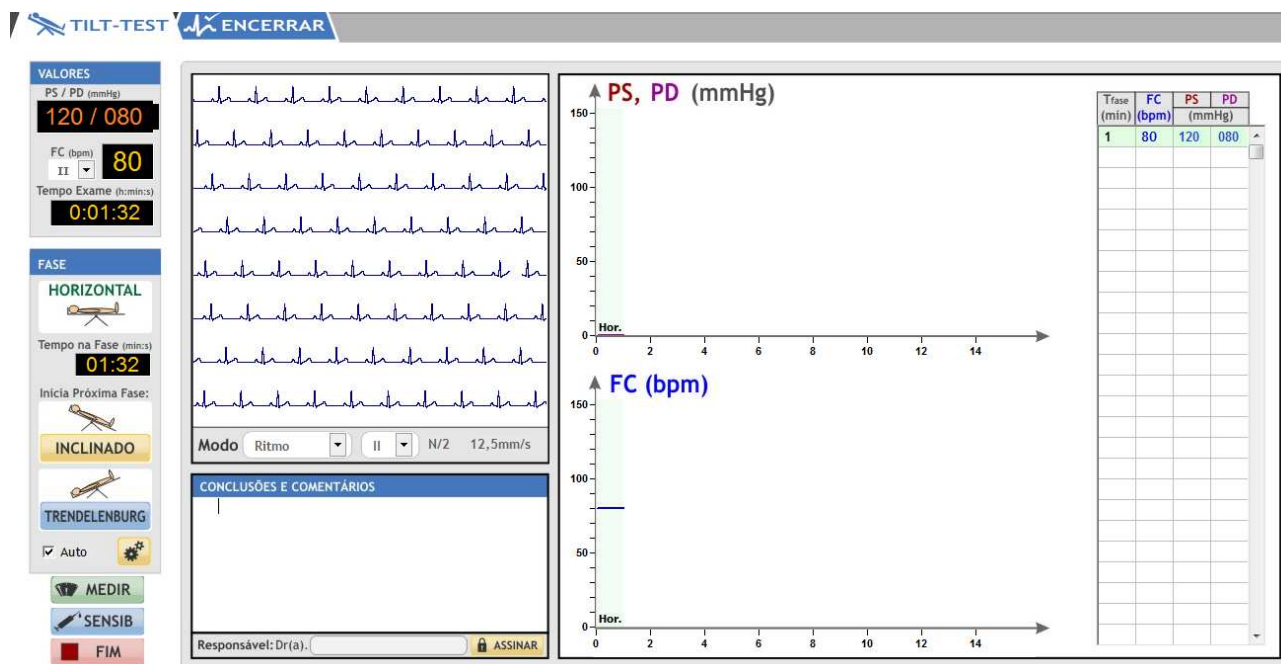 TILT-TEST
ENCERRAR
VALORES
PS / PD (mmHg)
120 / 080
FC (bpm)
II
80
Tempo Exame (h:min:s)
0:01:32
FASE
HORIZONTAL
Tempo na Fase (min:s)
01:32
Inicia Próxima Fase:
INCLINADO
TRENDELENBURG
Auto
MEDIR
SENSIB
FIM
Modo Ritmo II N/2 12,5mm/s
CONCLUSÕES E COMENTÁRIOS
Responsável: Dr(a).
ASSINAR
PS, PD (mmHg)
150
100
50
0
Hor.
0 2 4 6 8 10 12 14
FC (bpm)
150
100
50
0
Hor.
0 2 4 6 8 10 12 14
Tfase FC PS PD
(min) (bpm) (mmHg)
1 80 120 080